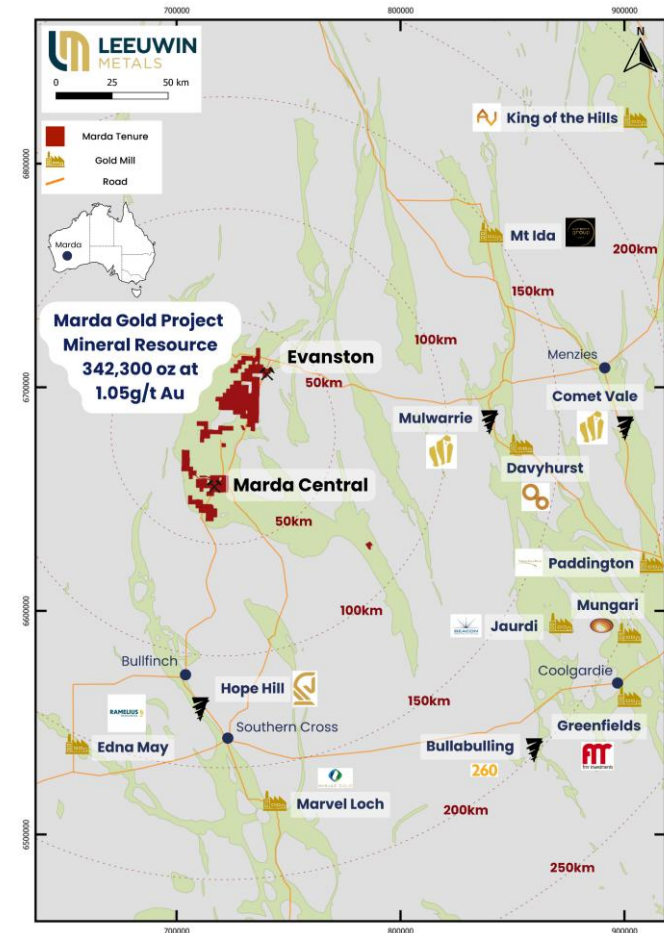 700000
800000
900000
LEEUWIN
METALS
0 25 50 km
N
Marda Tenure
Gold Mill
Road
Marda
King of the Hills
6800000
Mt Ida
200km
150km
Marda Gold Project
Mineral Resource
342,300 oz at
1.05g/t Au
100km
Evanston
50km
Menzies
6700000
Comet Vale
Mulwarrie
Davyhurst
Marda Central
50km
Paddington
100km
Mungari
6600000
Jaurdi
BEACON
Bullfinch
Coolgardie
Hope Hill
150km
RAMELIUS
Southern Cross
Greenfields
Edna May
Bullabulling
260
Marvel Loch
200km
6500000
250km
700000
800000
900000